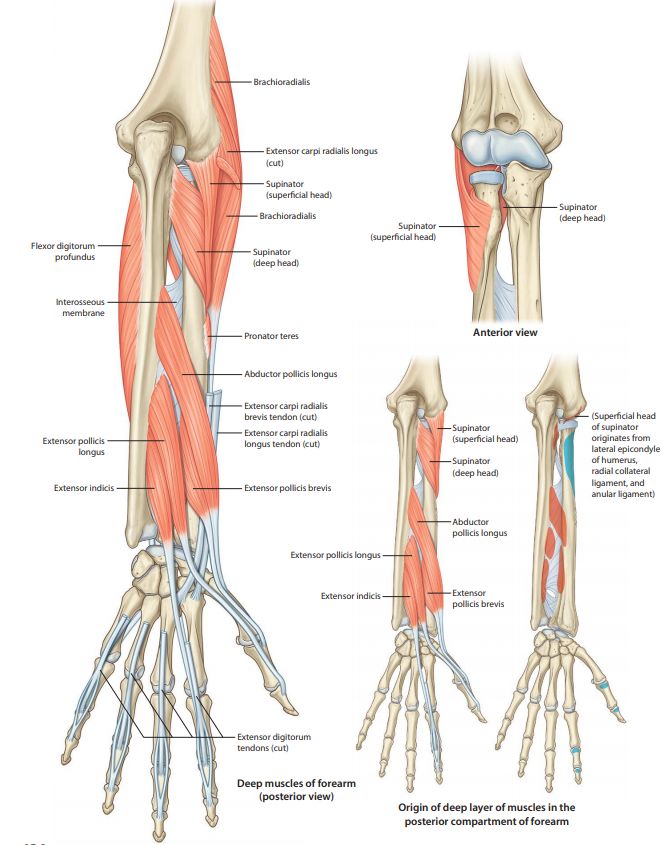 Brachioradialis
Extensor carpi radialis longus
(cut)
Supinator
(superficial head)
Brachioradialis
Flexor digitorum
profundus
Supinator
(deep head)
Interosseous
membrane
Pronator teres
Abductor pollicis longus
Extensor carpi radialis
brevis tendon (cut)
Extensor carpi radialis
longus tendon (cut)
Extensor pollicis
longus
Extensor indicis
Extensor pollicis brevis
Extensor digitorum
tendons (cut)
Deep muscles of forearm
(posterior view)
Supinator
(deep head)
Supinator
(superficial head)
Anterior view
Supinator
(superficial head)
Supinator
(deep head)
Abductor
pollicis longus
Extensor pollicis longus
Extensor indicis
Extensor
pollicis brevis
(Superficial head
of supinator
originates from
lateral epicondyle
of humerus,
radial collateral
ligament, and
anular ligament)
Origin of deep layer of muscles in the
posterior compartment of forearm